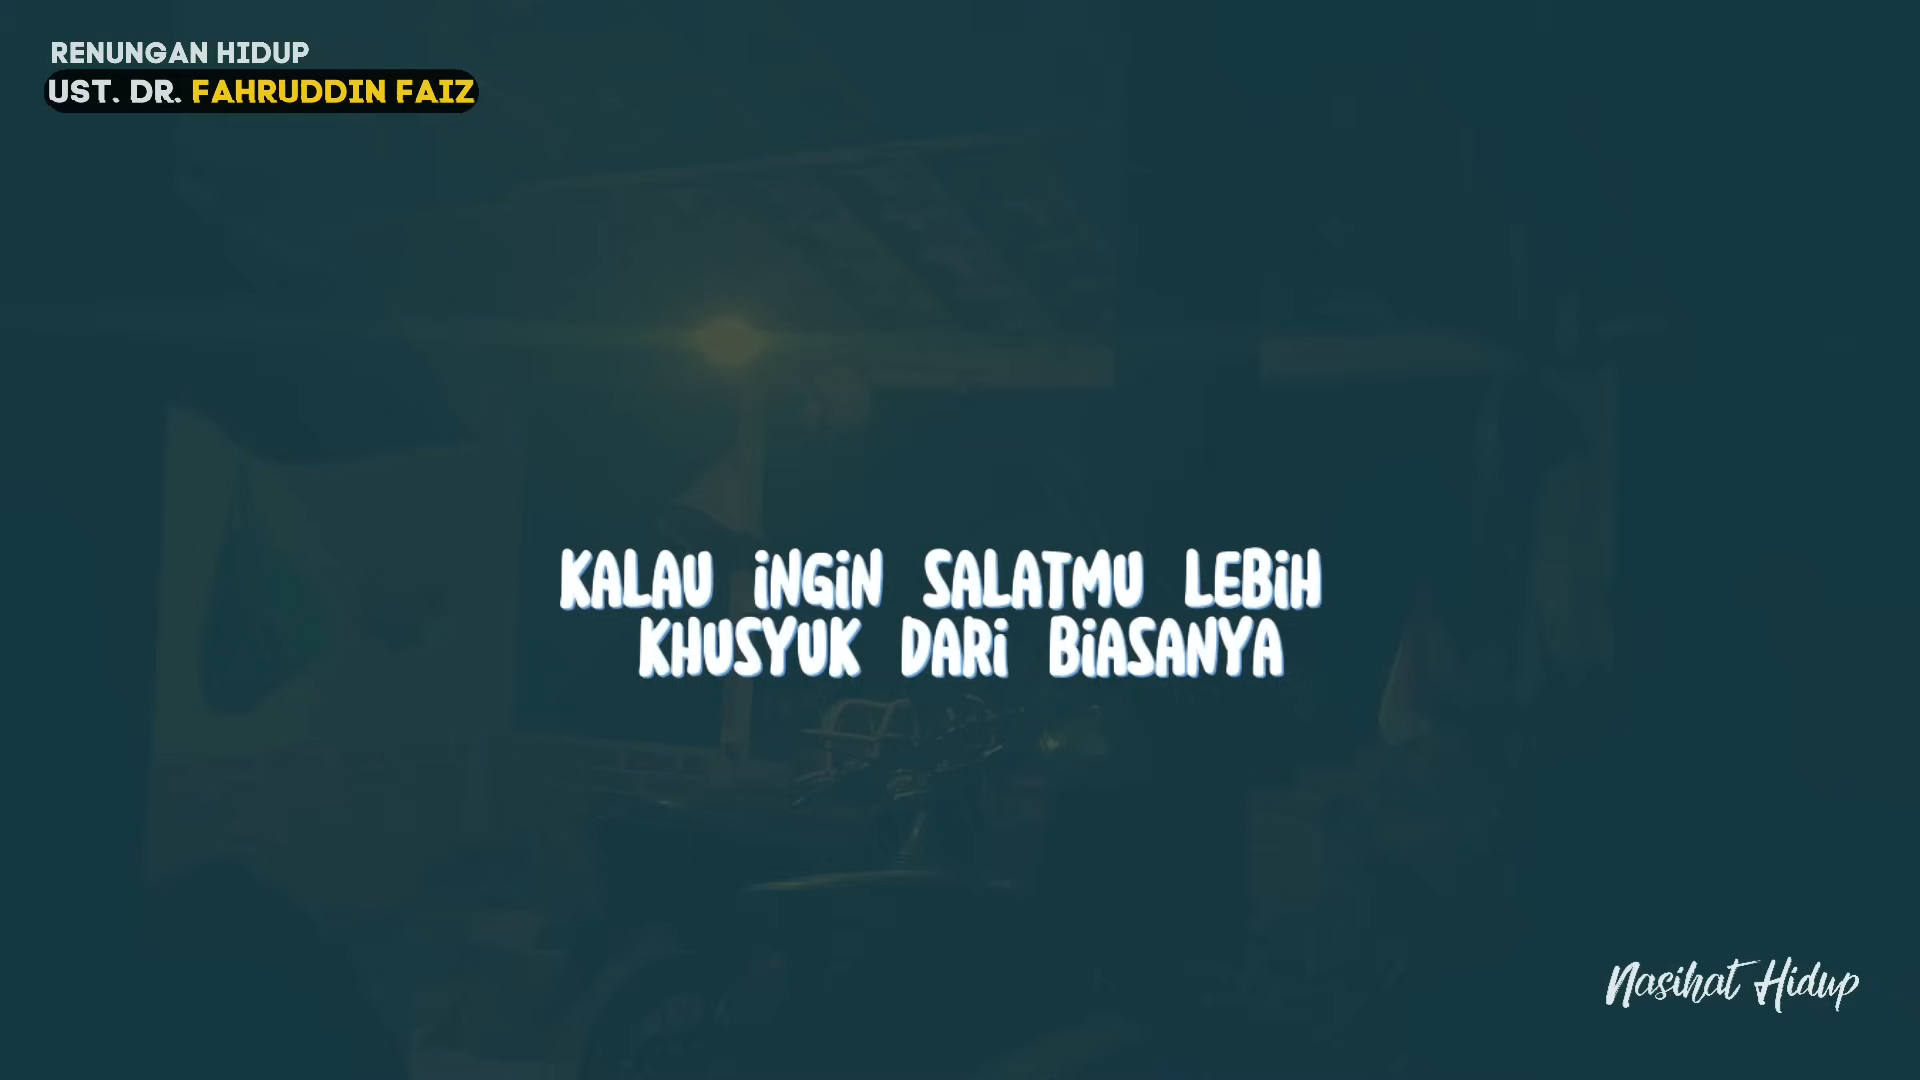 RENUNGAN HIDUP
UST. DR. FAHRUDDIN FAIZ
KALAU iNGiN SALATMU LEBiH
KHUSYUK DARi BiASANYA
Nasihat Hidup